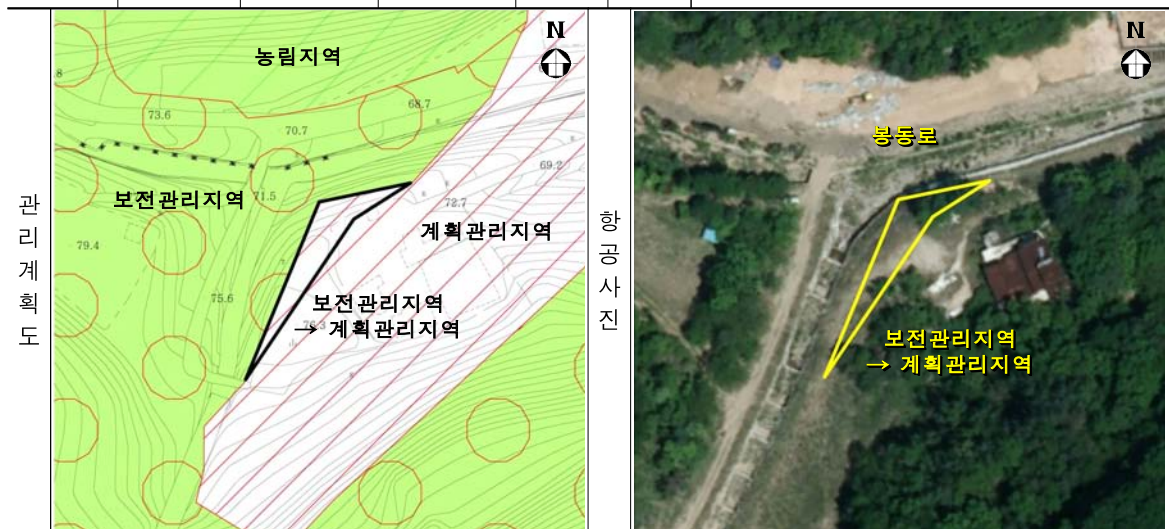 관리계획도
N
농림지역
73.6
68.7
70.7
69.2
보전관리지역
71.5
72.7
계획관리지역
79.4
75.6
보전관리지역
→ 계획관리지역
76.3
항공사진
N
봉동로
보전관리지역
→ 계획관리지역